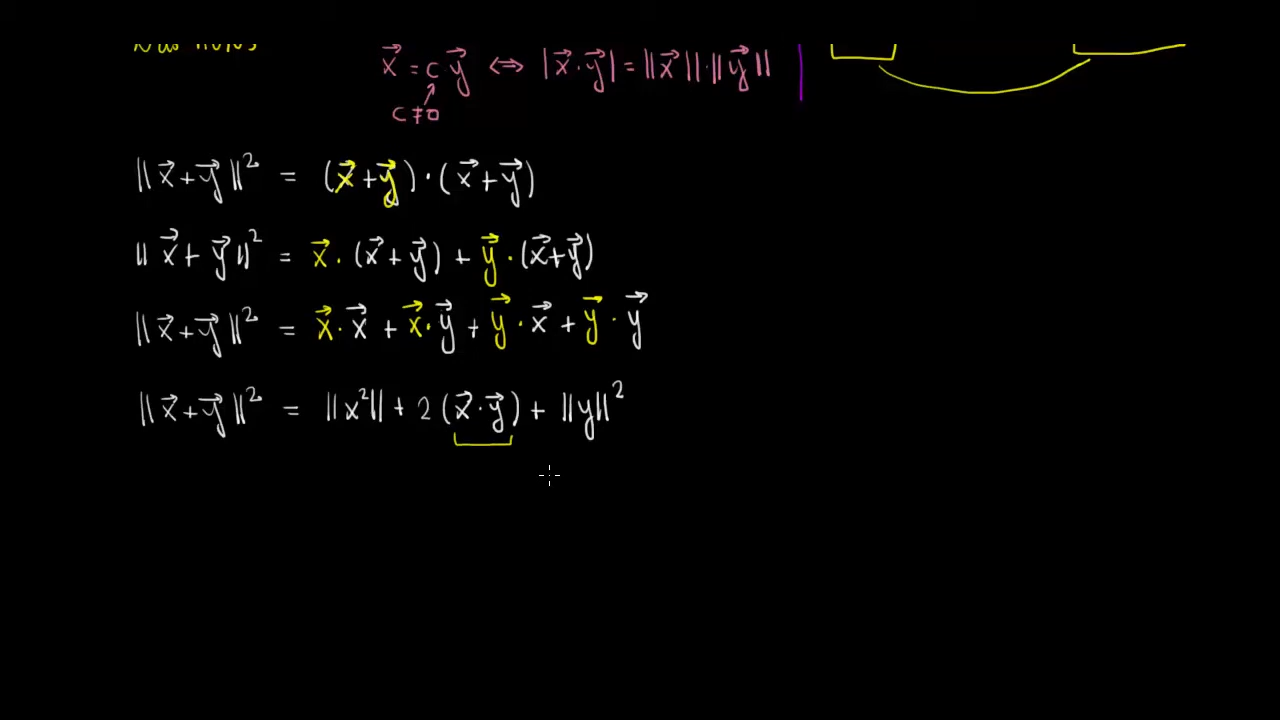 x⃗ = c·y⃗ ⇔ |x⃗·y⃗| = ||x⃗||·||y⃗||
c≠0
||x⃗+y⃗||² = (x⃗+y⃗)·(x⃗+y⃗)
||x⃗+y⃗||² = x⃗·(x⃗+y⃗) + y⃗·(x⃗+y⃗)
||x⃗+y⃗||² = x⃗·x⃗ + x⃗·y⃗ + y⃗·x⃗ + y⃗·y⃗
||x⃗+y⃗||² = ||x²|| + 2(x⃗·y⃗) + ||y||²